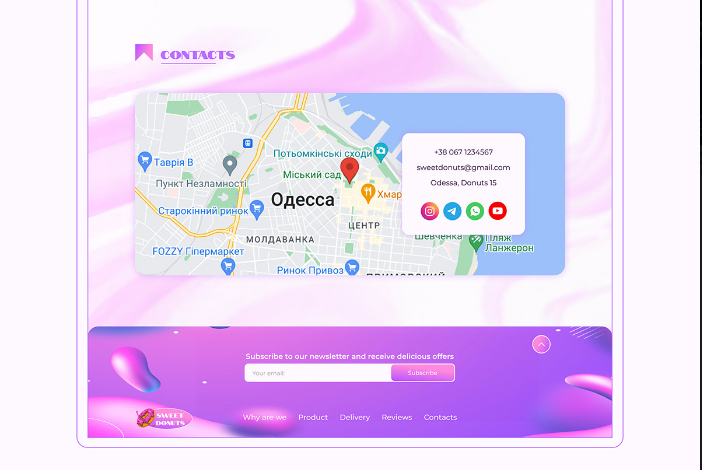 CONTACTS
Таврія В
Потьомкінські сходи
Міський сад
Пункт Незламності
Хмар
Старокінний ринок
Одесса
ЦЕНТР
МОЛДАВАНКА
FOZZY Гіпермаркет
Ринок Привоз
ПРИМОРСКИЙ
Шевченка
Пляж
Ланжерон
+38 067 1234567
sweetdonuts@gmail.com
Odessa, Donuts 15
Subscribe to our newsletter and receive delicious offers
Your email:
Subscribe
SWEET
DONUTS
Why are we
Product
Delivery
Reviews
Contacts